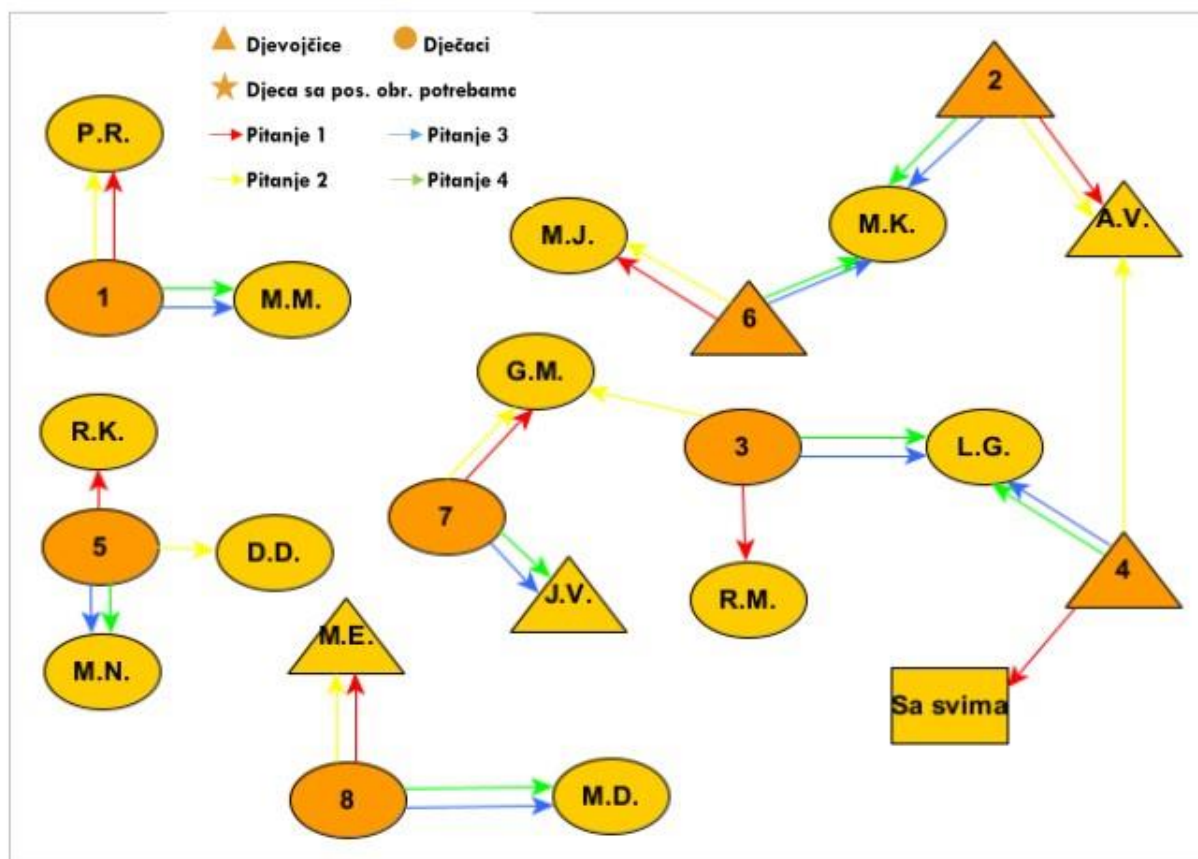 Djevojčice
Dječaci
Djeca sa pos. obr. potrebama
Pitanje 1
Pitanje 3
Pitanje 2
Pitanje 4
2
P.R.
A.V.
M.J.
M.K.
1
M.M.
6
G.M.
R.K.
3
L.G.
7
5
D.D.
4
J.V.
R.M.
M.E.
M.N.
Sa svima
8
M.D.